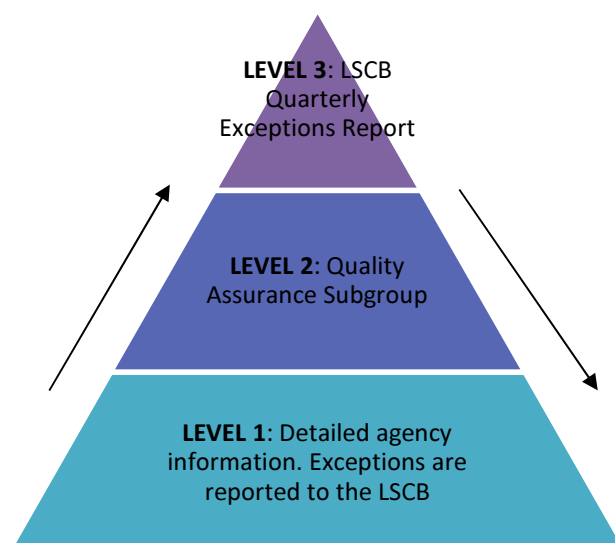 LEVEL 3: LSCB
Quarterly
Exceptions Report
LEVEL 2: Quality
Assurance Subgroup
LEVEL 1: Detailed agency
information. Exceptions are
reported to the LSCB